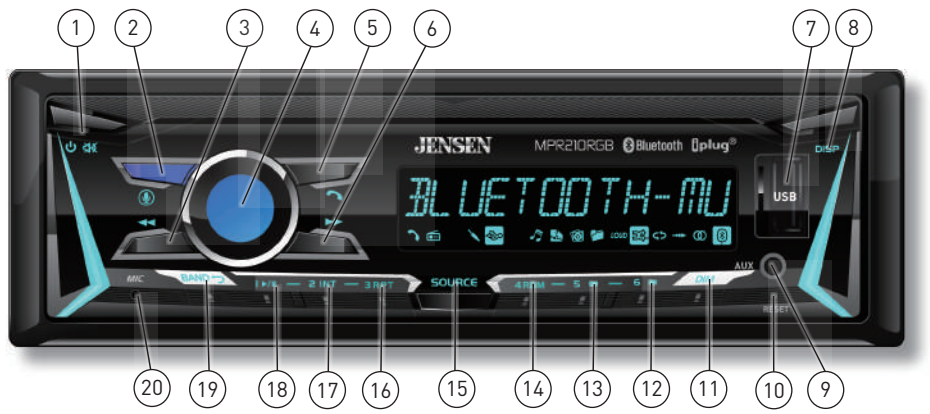 1 2 3 4 5 6 7 8
JENSEN MPR210RGB Bluetooth iplug®
DISP
USB
BLUETOOTH-MU
LOUD
AUX
MIC BAND 1 2 INT 3 RPT SOURCE 4 RDM 5 6
RESET
20 19 18 17 16 15 14 13 12 11 10 9